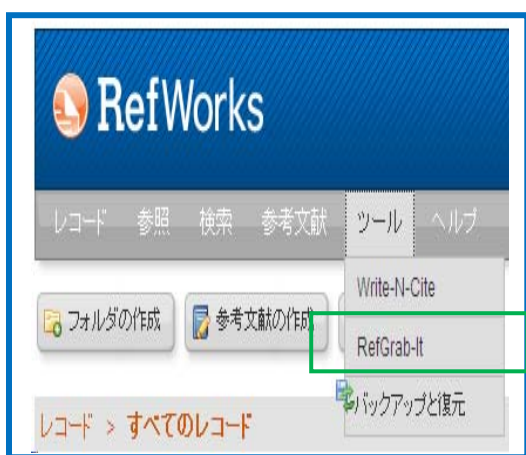 RefWorks
レコード 参照 検索 参考文献 ツール ヘルプ
Write-N-Cite
フォルダの作成 参考文献の作成
RefGrab-It
バックアップと復元
レコード > すべてのレコード